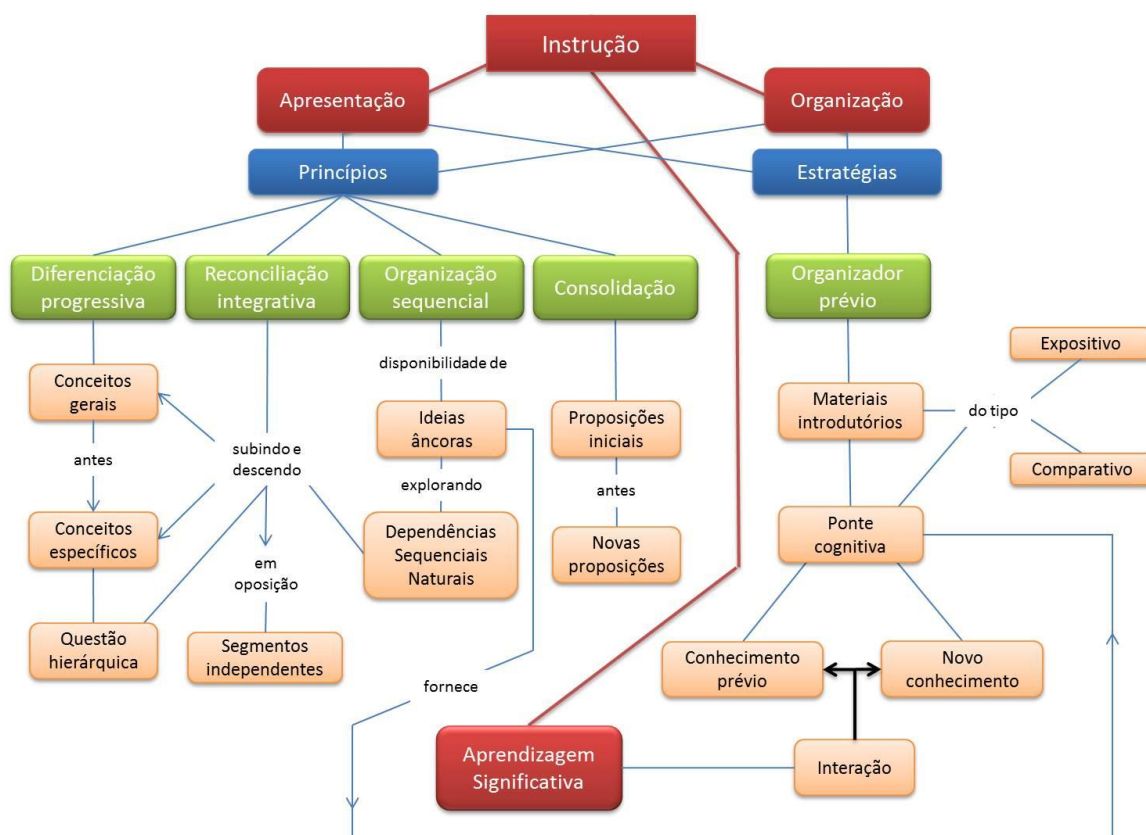 Instrução
Apresentação
Organização
Princípios
Estratégias
Diferenciação
progressiva
Reconciliação
integrativa
Organização
sequencial
Consolidação
Organizador
prévio
Expositivo
disponibilidade de
Conceitos
gerais
Ideias
âncoras
Proposições
iniciais
Materiais
introdutórios
do tipo
antes
subindo e
descendo
explorando
antes
Comparativo
Conceitos
específicos
Dependências
Sequenciais
Naturais
Novas
proposições
Ponte
cognitiva
em
oposição
Questão
hierárquica
Segmentos
independentes
fornece
Conhecimento
prévio
Novo
conhecimento
Aprendizagem
Significativa
Interação